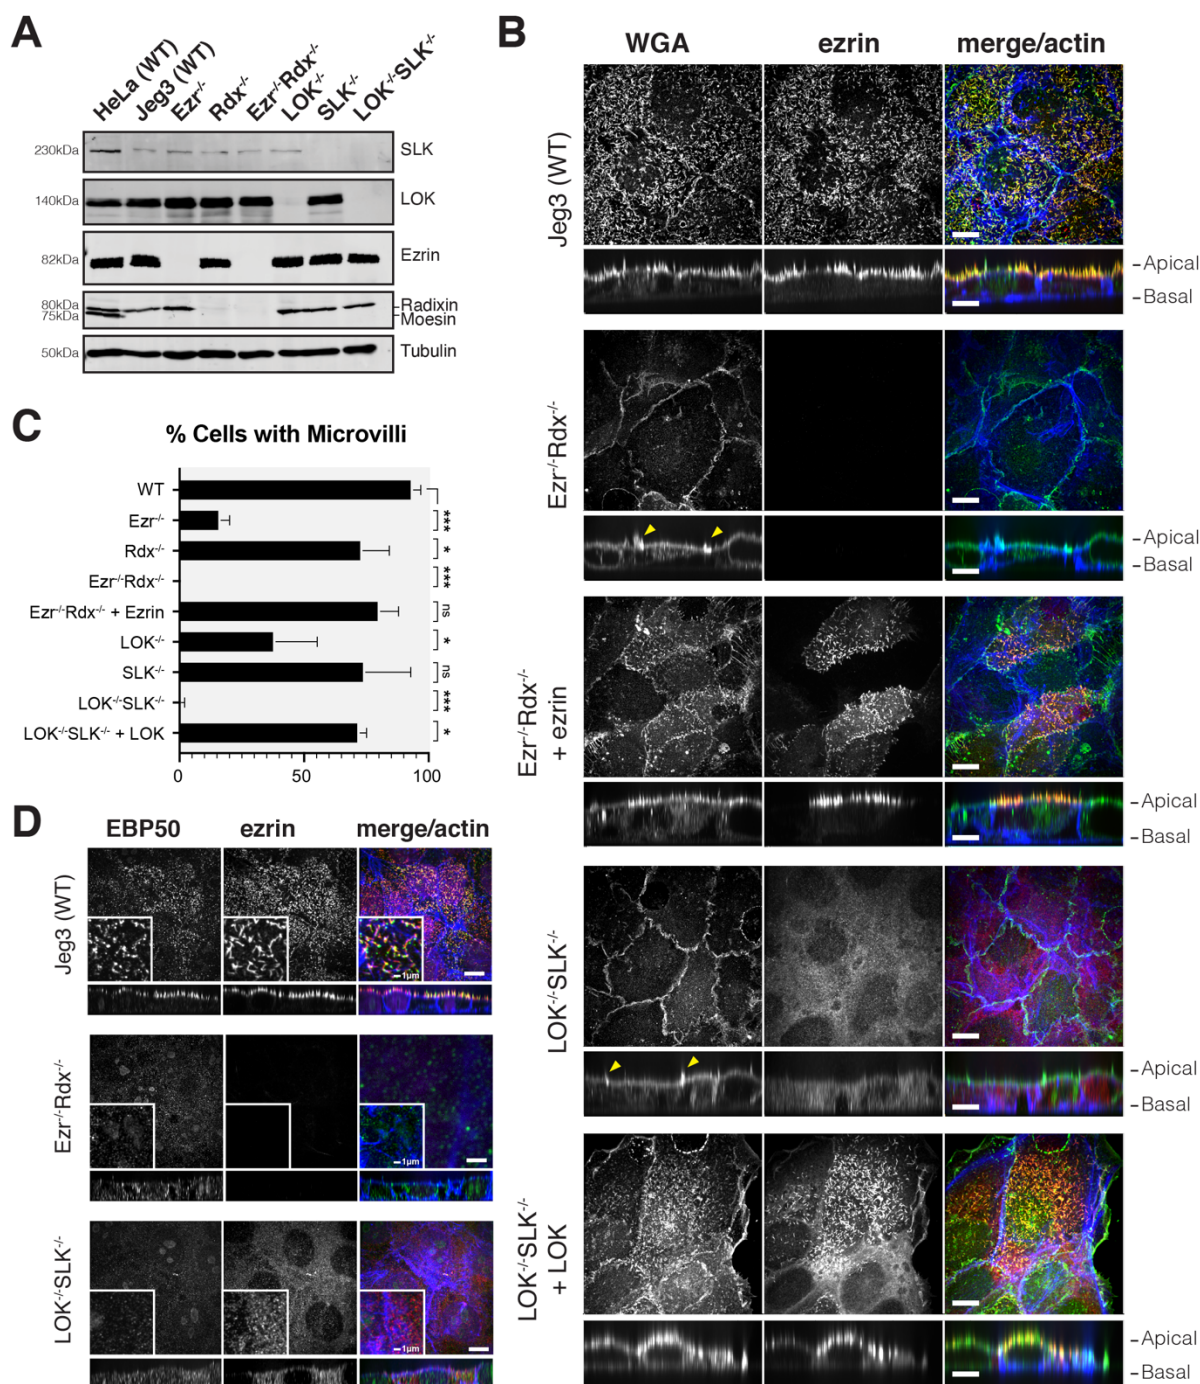 A
HeLa (WT)
Jeg3 (WT)
Ezr-/-
Rdx-/-
Ezr-/-Rdx-/-
LOK-/-
SLK-/-
LOK-/-SLK-/-
230kDa SLK
140kDa LOK
82kDa Ezrin
80kDa Radixin
75kDa Moesin
50kDa Tubulin
B
WGA ezrin merge/actin
Jeg3 (WT)
Apical
Basal
Ezr-/-Rdx-/-
Apical
Basal
Ezr-/-Rdx-/-
+ ezrin
Apical
Basal
LOK-/-SLK-/-
Apical
Basal
LOK-/-SLK-/-
+ LOK
Apical
Basal
C
% Cells with Microvilli
WT
Ezr-/- ***
Rdx-/- *
Ezr-/-Rdx-/- ***
Ezr-/-Rdx-/- + Ezrin ns
LOK-/- *
SLK-/- ns
LOK-/-SLK-/- ***
LOK-/-SLK-/- + LOK *
0 50 100
D
EBP50 ezrin merge/actin
Jeg3 (WT)
1µm
Ezr-/-Rdx-/-
1µm
LOK-/-SLK-/-
1µm